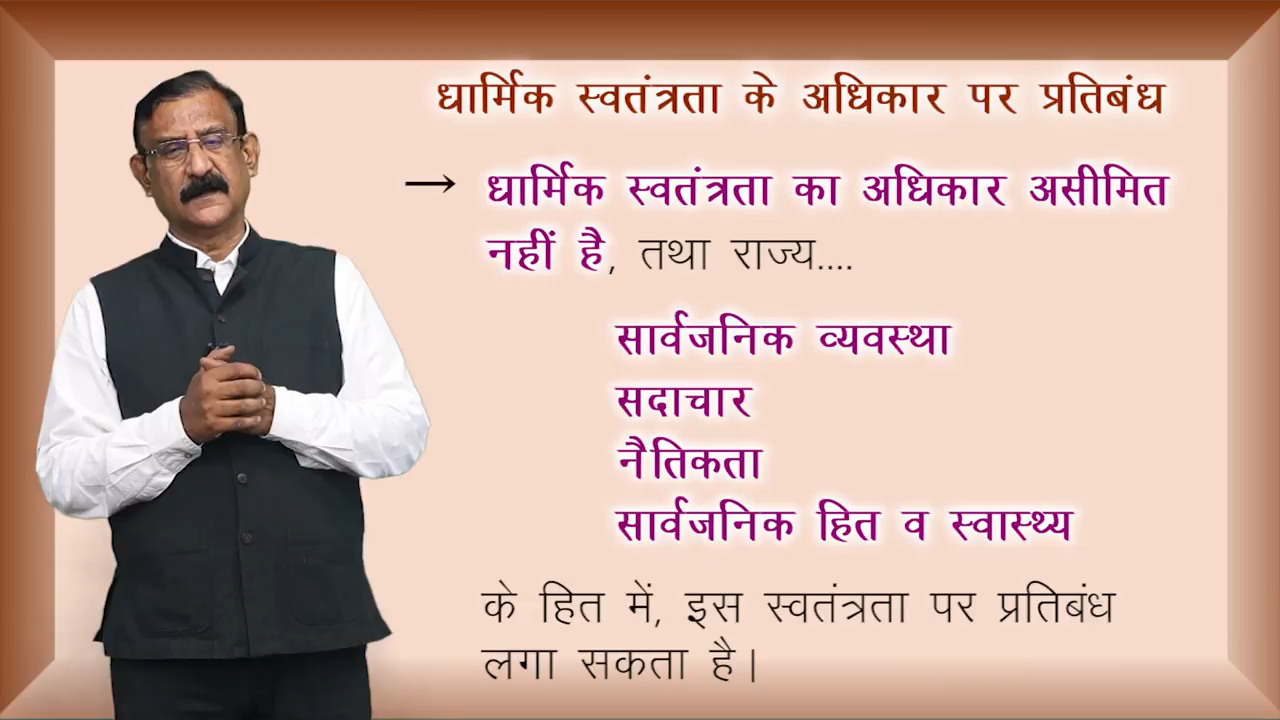 धार्मिक स्वतंत्रता के अधिकार पर प्रतिबंध
→ धार्मिक स्वतंत्रता का अधिकार असीमित
नहीं है, तथा राज्य....
सार्वजनिक व्यवस्था
सदाचार
नैतिकता
सार्वजनिक हित व स्वास्थ्य
के हित में, इस स्वतंत्रता पर प्रतिबंध
लगा सकता है|